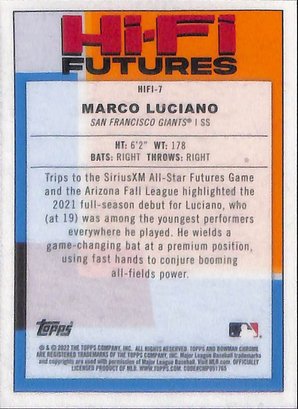 Hi-Fi
FUTURES
HIFI-7
MARCO LUCIANO
SAN FRANCISCO GIANTS® | SS
HT: 6'2" WT: 178
BATS: RIGHT THROWS: RIGHT
Trips to the SiriusXM All-Star Futures Game
and the Arizona Fall League highlighted the
2021 full-season debut for Luciano, who
(at 19) was among the youngest performers
everywhere he played. He wields a
game-changing bat at a premium position,
using fast hands to conjure booming
all-fields power.
Topps
® & © 2022 THE TOPPS COMPANY, INC. ALL RIGHTS RESERVED. TOPPS AND BOWMAN CHROME
ARE REGISTERED TRADEMARKS OF THE TOPPS COMPANY, INC. Major League Baseball trademarks
and copyrights are used with permission of Major League Baseball. Visit MLB.com. OFFICIALLY
LICENSED PRODUCT OF MLB. WWW.TOPPS.COM.